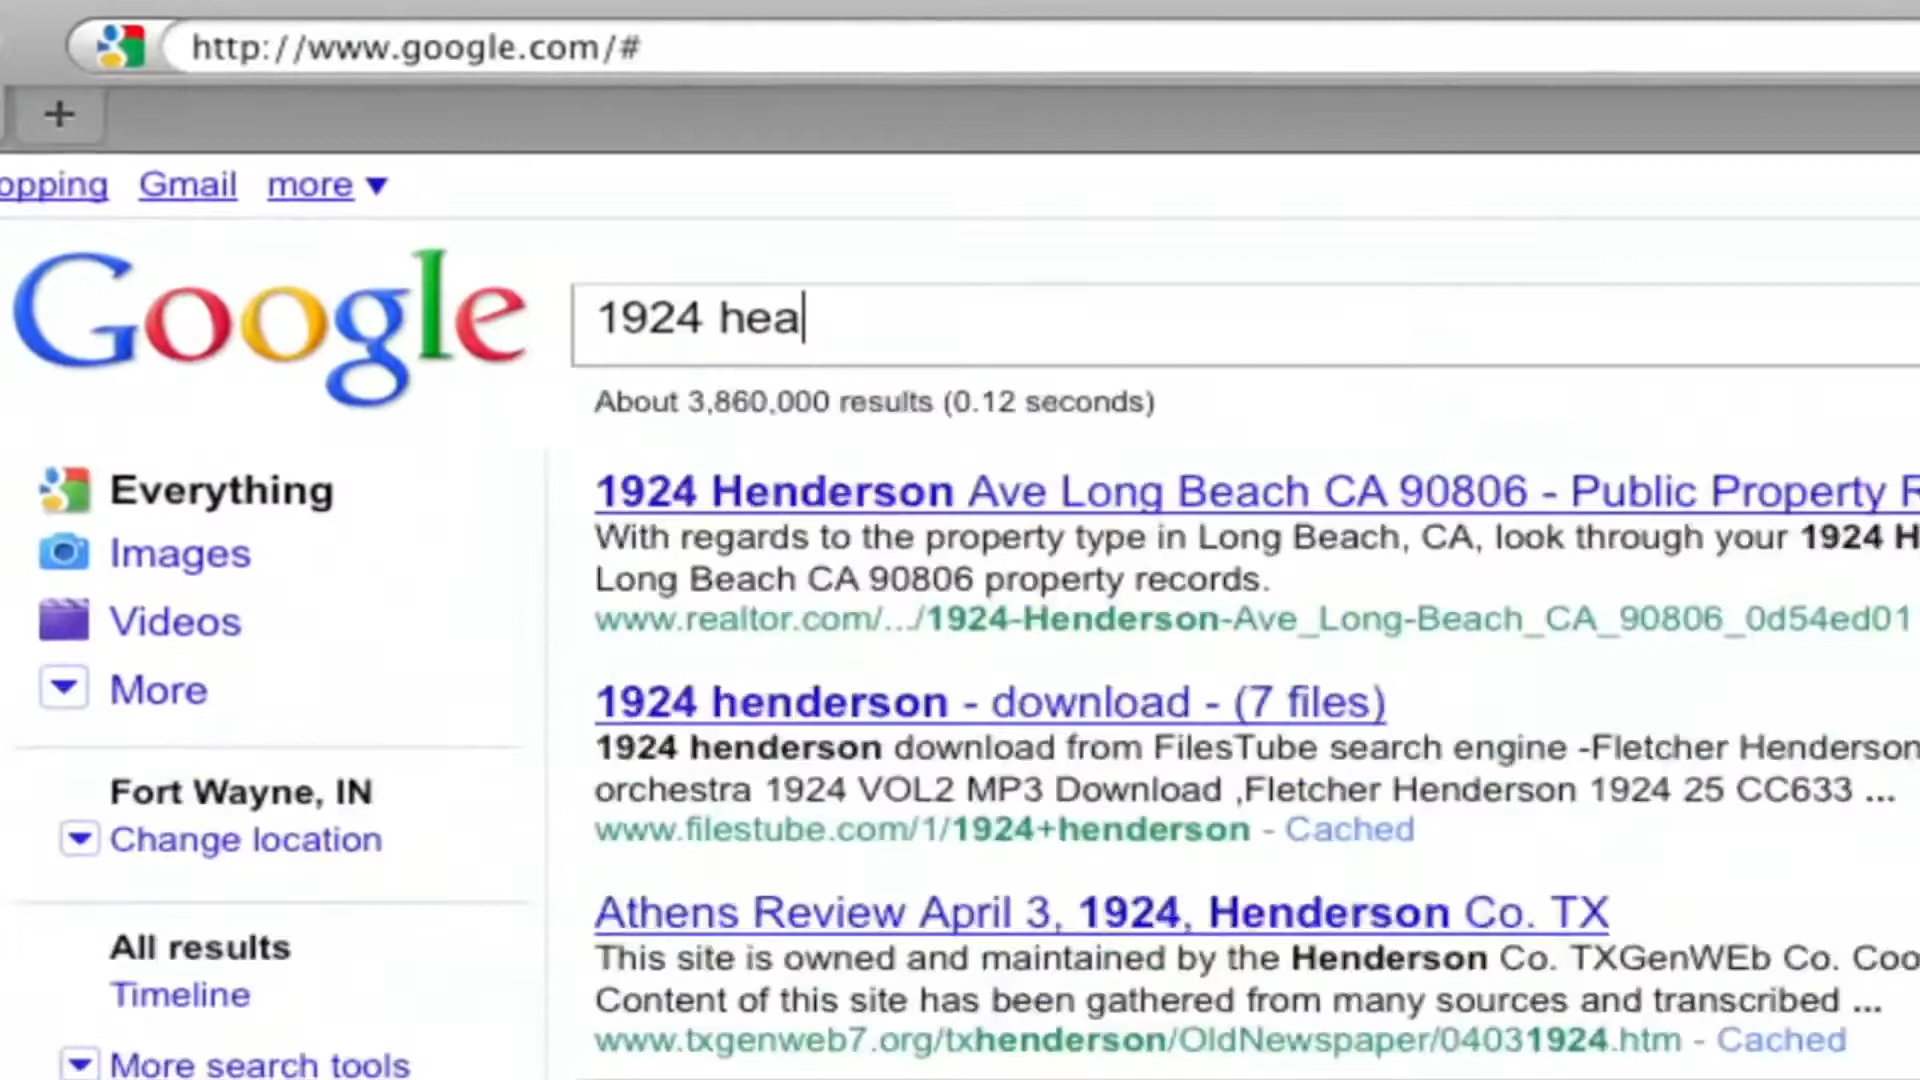 http://www.google.com/#
+
opping Gmail more
Google
1924 hea
About 3,860,000 results (0.12 seconds)
Everything
Images
Videos
More
Fort Wayne, IN
Change location
All results
Timeline
More search tools
1924 Henderson Ave Long Beach CA 90806 - Public Property R
With regards to the property type in Long Beach, CA, look through your 1924 H
Long Beach CA 90806 property records.
www.realtor.com/.../1924-Henderson-Ave_Long-Beach_CA_90806_0d54ed01
1924 henderson - download - (7 files)
1924 henderson download from FilesTube search engine -Fletcher Henderson
orchestra 1924 VOL2 MP3 Download ,Fletcher Henderson 1924 25 CC633 ...
www.filestube.com/1/1924+henderson - Cached
Athens Review April 3, 1924, Henderson Co. TX
This site is owned and maintained by the Henderson Co. TXGenWEb Co. Coo
Content of this site has been gathered from many sources and transcribed ...
www.txgenweb7.org/txhenderson/OldNewspaper/04031924.htm - Cached